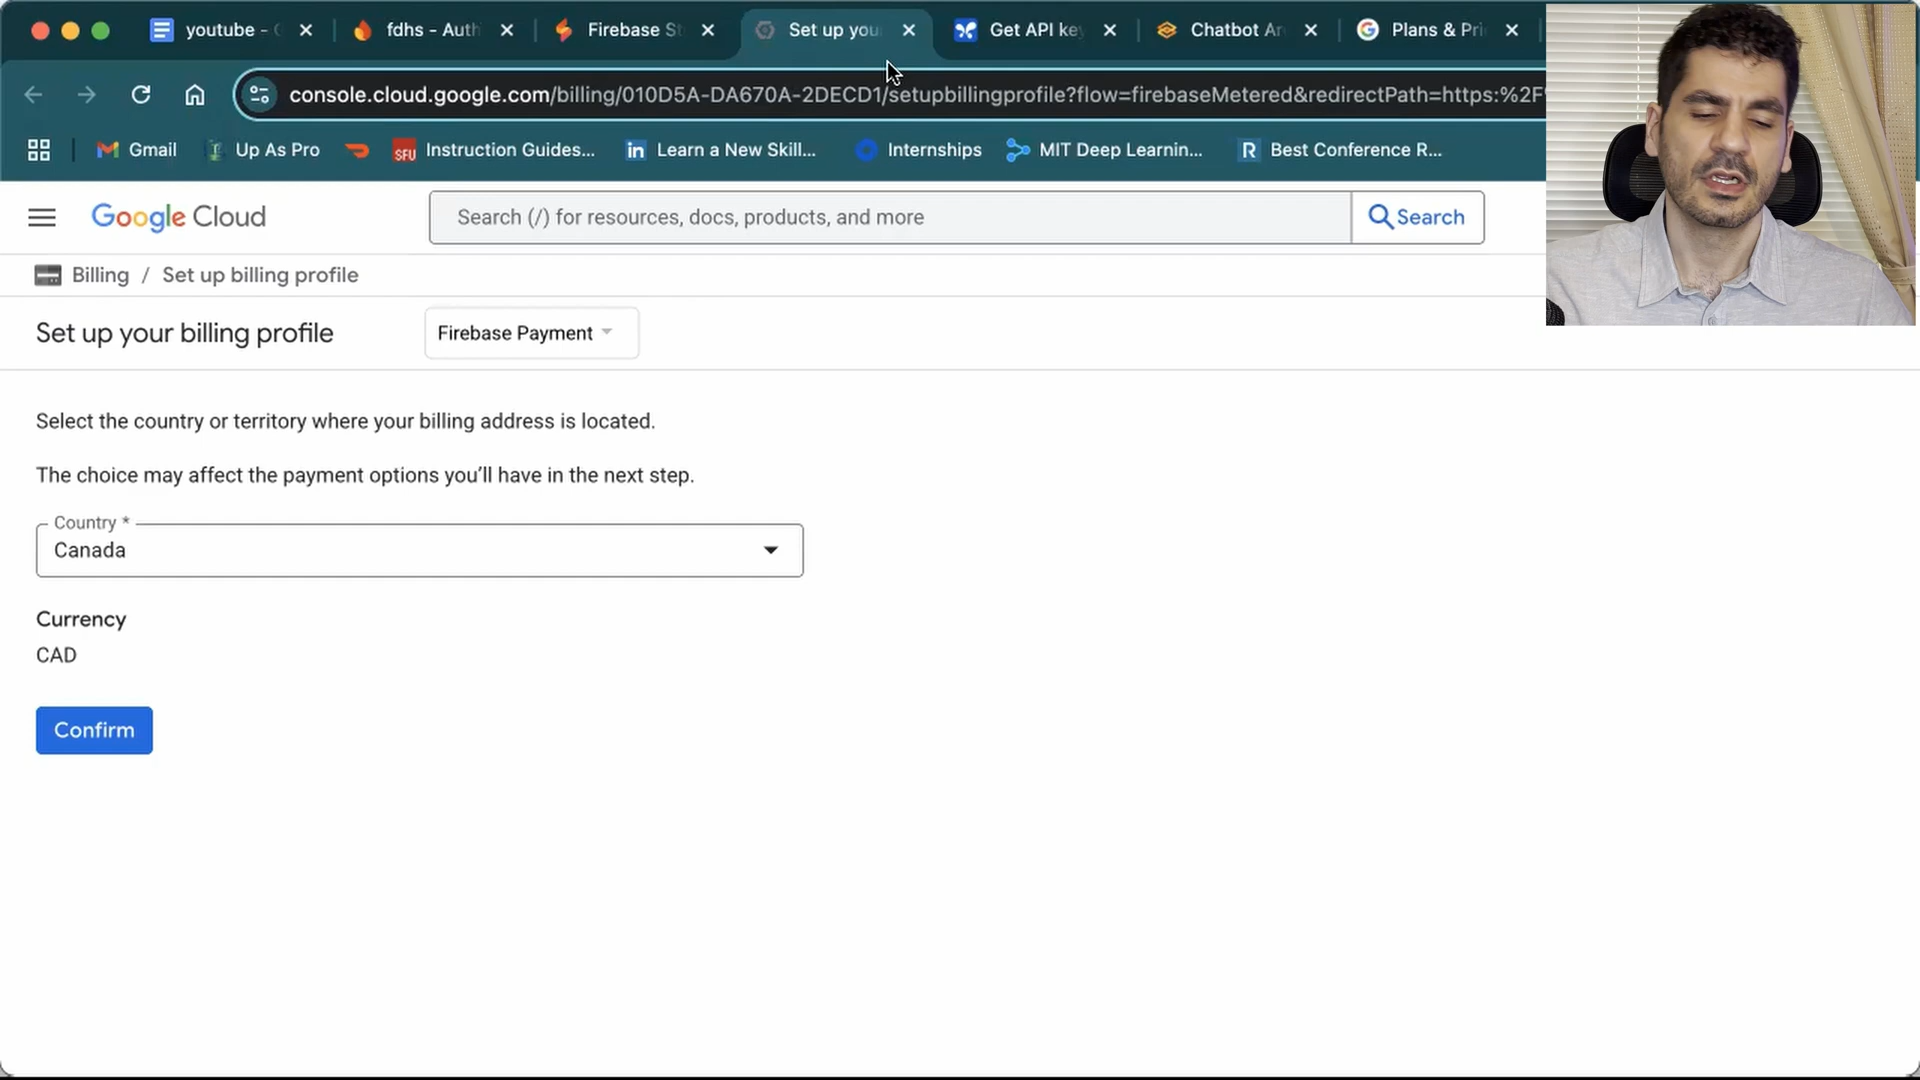 youtube -
fdhs - Auth
Firebase St
Set up you
Get API key
Chatbot Ar
Plans & Pri
console.cloud.google.com/billing/010D5A-DA670A-2DECD1/setupbillingprofile?flow=firebaseMetered&redirectPath=https:%2F
Gmail
Up As Pro
SFU Instruction Guides...
in Learn a New Skill...
Internships
MIT Deep Learnin...
R Best Conference R...
Google Cloud
Search (/) for resources, docs, products, and more
Search
Billing / Set up billing profile
Set up your billing profile
Firebase Payment
Select the country or territory where your billing address is located.
The choice may affect the payment options you’ll have in the next step.
Country *
Canada
Currency
CAD
Confirm